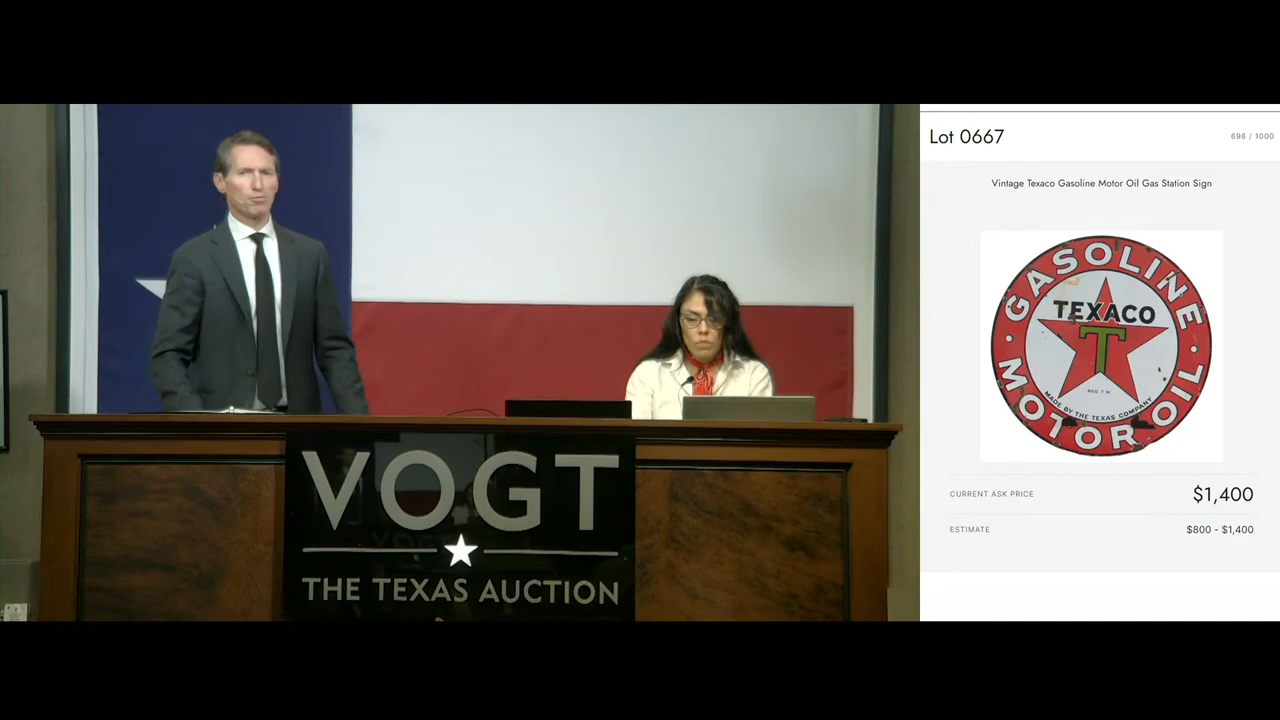 VOGT
THE TEXAS AUCTION
Lot 0667
698 / 1000
Vintage Texaco Gasoline Motor Oil Gas Station Sign
GASOLINE
TEXACO
T
REG. T M
MADE BY THE TEXAS COMPANY
· MOTOR OIL ·
CURRENT ASK PRICE
$1,400
ESTIMATE
$800 - $1,400